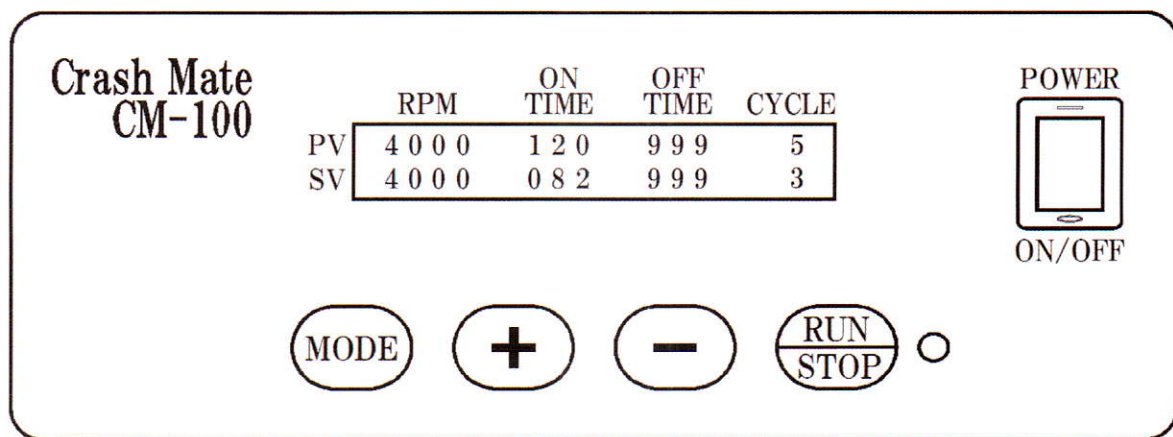 Crash Mate
CM-100
RPM ON TIME OFF TIME CYCLE
PV 4000 120 999 5
SV 4000 082 999 3
POWER
ON/OFF
MODE + − RUN
STOP